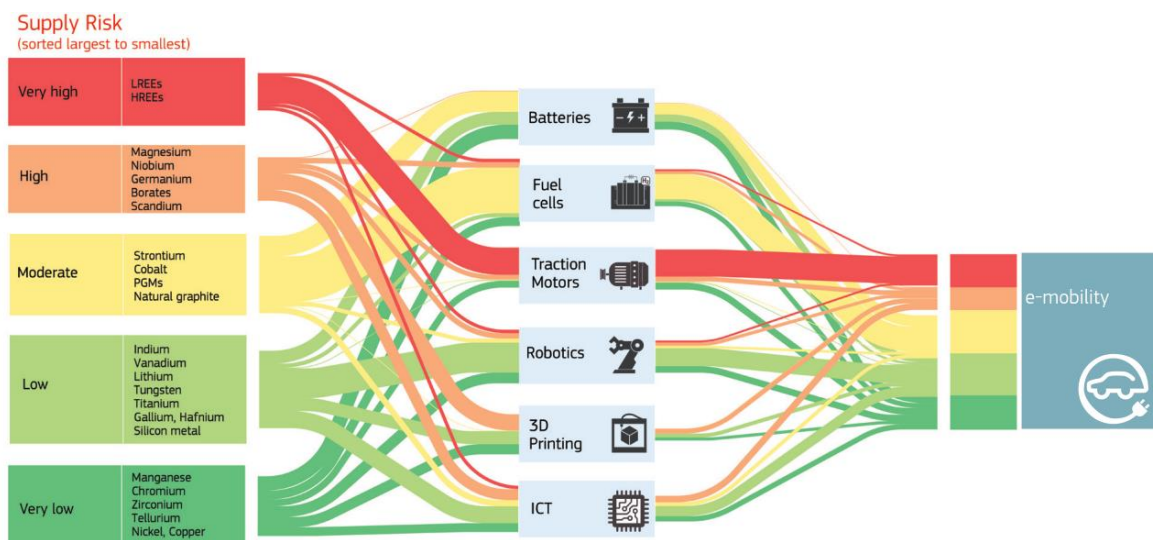 Supply Risk
(sorted largest to smallest)
Very high
LREEs
HREEs
High
Magnesium
Niobium
Germanium
Borates
Scandium
Moderate
Strontium
Cobalt
PGMs
Natural graphite
Low
Indium
Vanadium
Lithium
Tungsten
Titanium
Gallium, Hafnium
Silicon metal
Very low
Manganese
Chromium
Zirconium
Tellurium
Nickel, Copper
Batteries
Fuel
cells
Traction
Motors
Robotics
3D
Printing
ICT
e-mobility